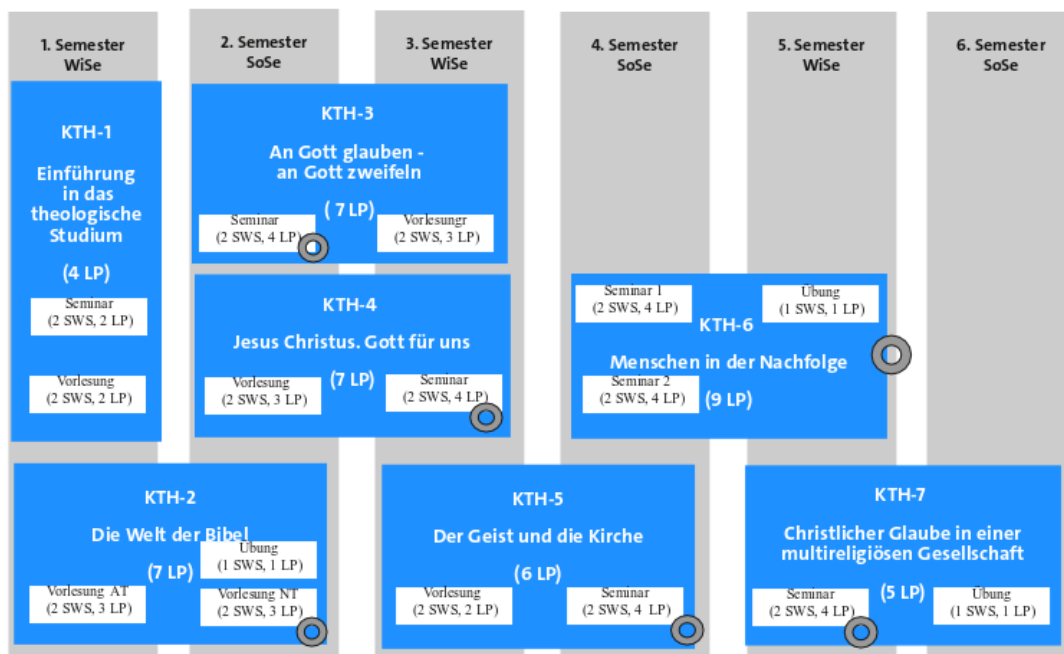 1. Semester
WiSe
2. Semester
SoSe
3. Semester
WiSe
4. Semester
SoSe
5. Semester
WiSe
6. Semester
SoSe
KTH-1
Einführung
in das
theologische
Studium
(4 LP)
Seminar
(2 SWS, 2 LP)
Vorlesung
(2 SWS, 2 LP)
KTH-3
An Gott glauben -
an Gott zweifeln
( 7 LP)
Seminar
(2 SWS, 4 LP)
Vorlesungr
(2 SWS, 3 LP)
KTH-4
Jesus Christus. Gott für uns
(7 LP)
Vorlesung
(2 SWS, 3 LP)
Seminar
(2 SWS, 4 LP)
Seminar 1
(2 SWS, 4 LP)
Übung
(1 SWS, 1 LP)
KTH-6
Menschen in der Nachfolge
Seminar 2
(2 SWS, 4 LP)
(9 LP)
KTH-2
Die Welt der Bibel
Übung
(1 SWS, 1 LP)
(7 LP)
Vorlesung AT
(2 SWS, 3 LP)
Vorlesung NT
(2 SWS, 3 LP)
KTH-5
Der Geist und die Kirche
(6 LP)
Vorlesung
(2 SWS, 2 LP)
Seminar
(2 SWS, 4 LP)
KTH-7
Christlicher Glaube in einer
multireligiösen Gesellschaft
(5 LP)
Seminar
(2 SWS, 4 LP)
Übung
(1 SWS, 1 LP)